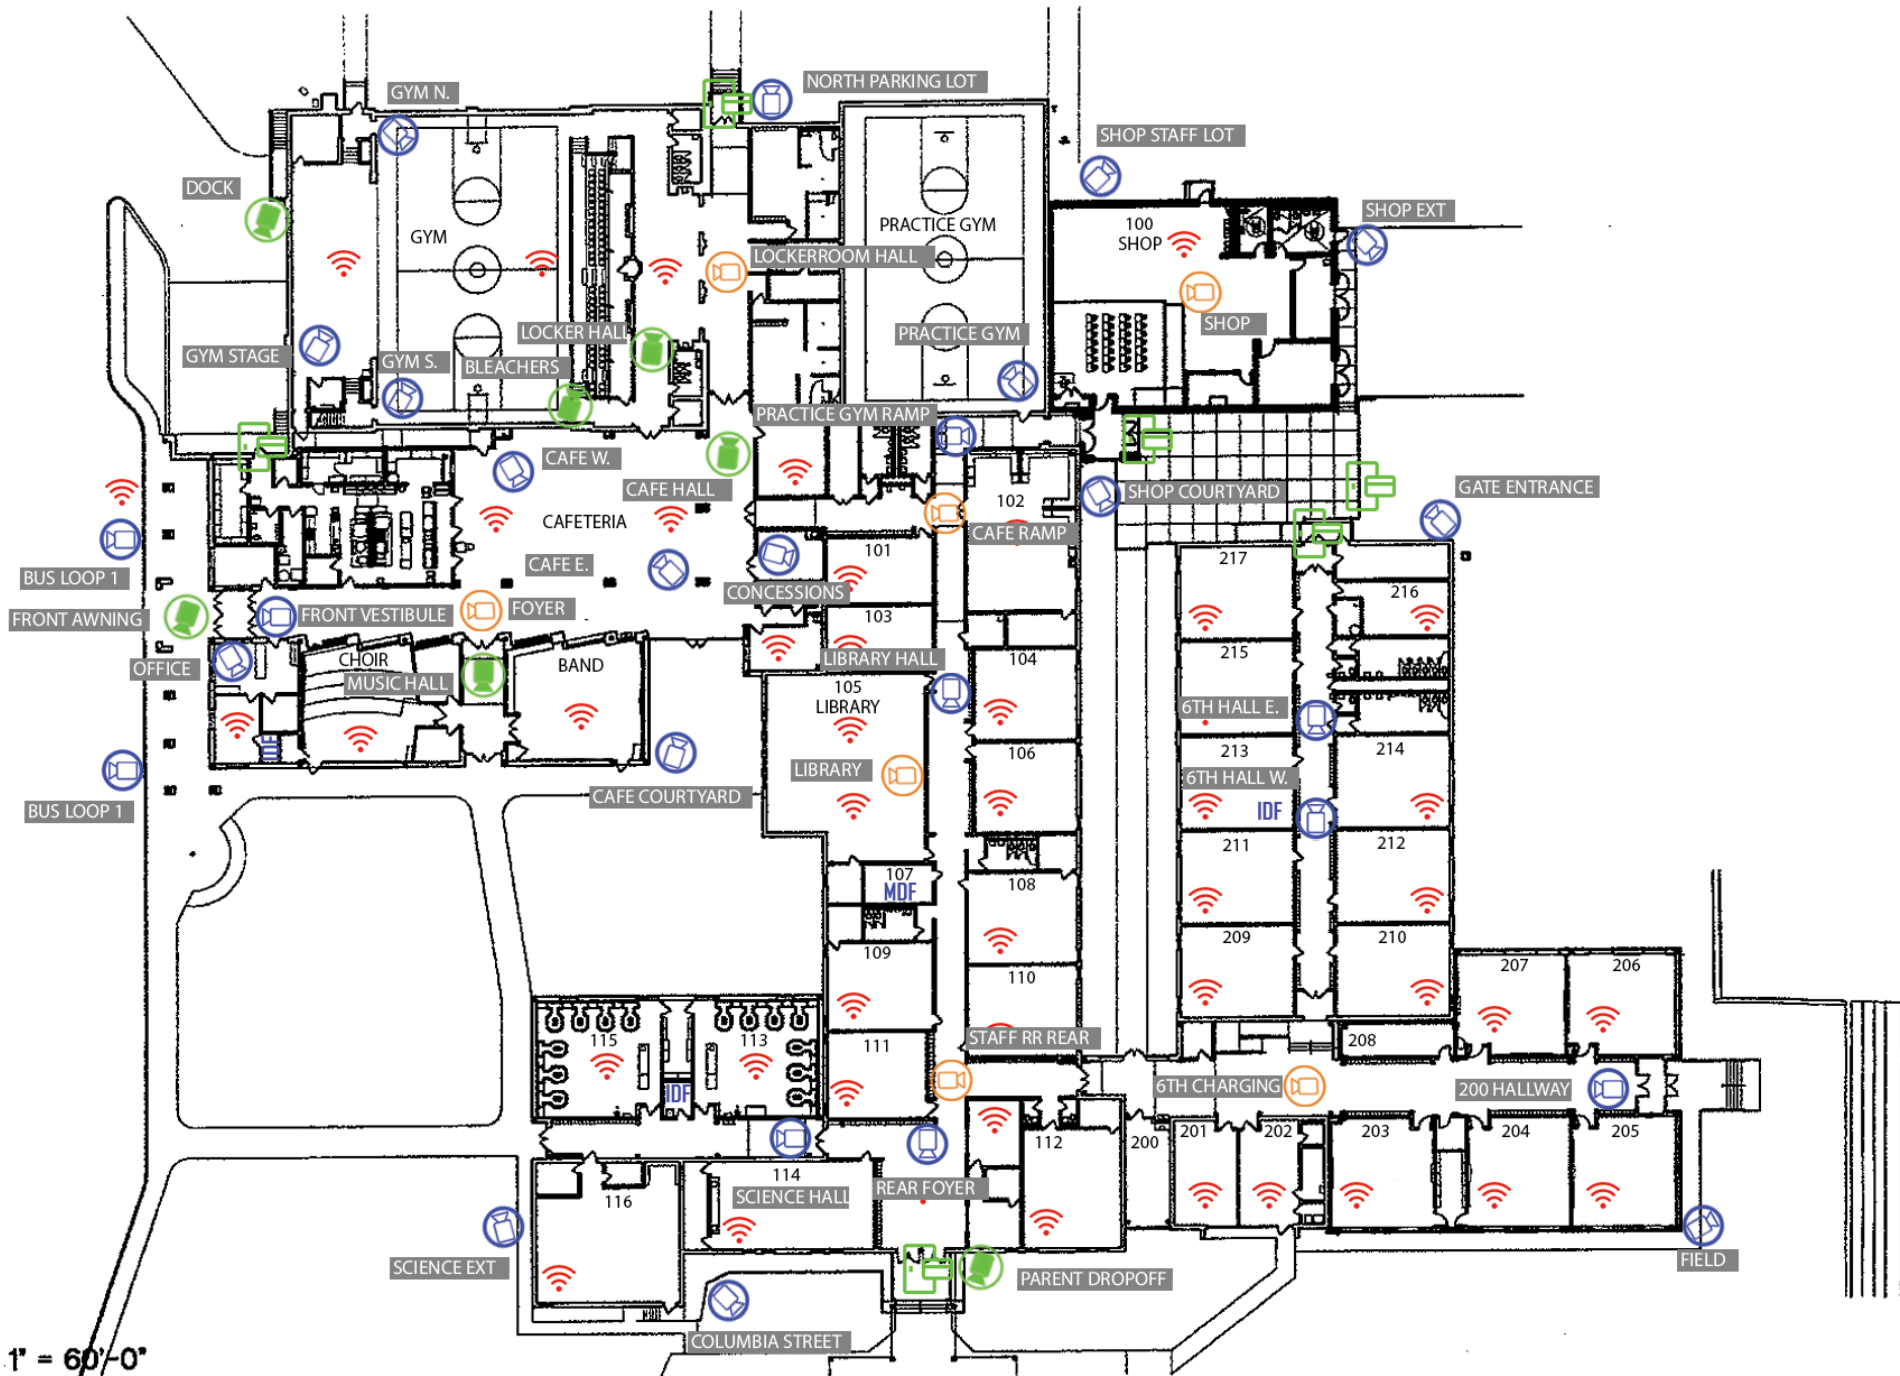 GYM N.
NORTH PARKING LOT
SHOP STAFF LOT
DOCK
SHOP EXT
GYM
PRACTICE GYM
100
SHOP
LOCKERROOM HALL
LOCKER HALL
PRACTICE GYM
SHOP
GYM STAGE
GYM S.
BLEACHERS
PRACTICE GYM RAMP
CAFE W.
CAFE HALL
102
SHOP COURTYARD
GATE ENTRANCE
CAFETERIA
CAFE RAMP
101
217
CAFE E.
BUS LOOP 1
CONCESSIONS
216
FRONT AWNING
FRONT VESTIBULE
FOYER
103
OFFICE
CHOIR
BAND
LIBRARY HALL
104
215
MUSIC HALL
105
LIBRARY
6TH HALL E.
IDF
106
213
214
LIBRARY
6TH HALL W.
CAFE COURTYARD
IDF
BUS LOOP 1
211
212
107
MDF
108
209
210
109
110
207
206
115
113
111
STAFF RR REAR
208
IDF
6TH CHARGING
200 HALLWAY
112
200
201
202
203
204
205
114
116
SCIENCE HALL
REAR FOYER
SCIENCE EXT
PARENT DROPOFF
FIELD
COLUMBIA STREET
1" = 60'-0"